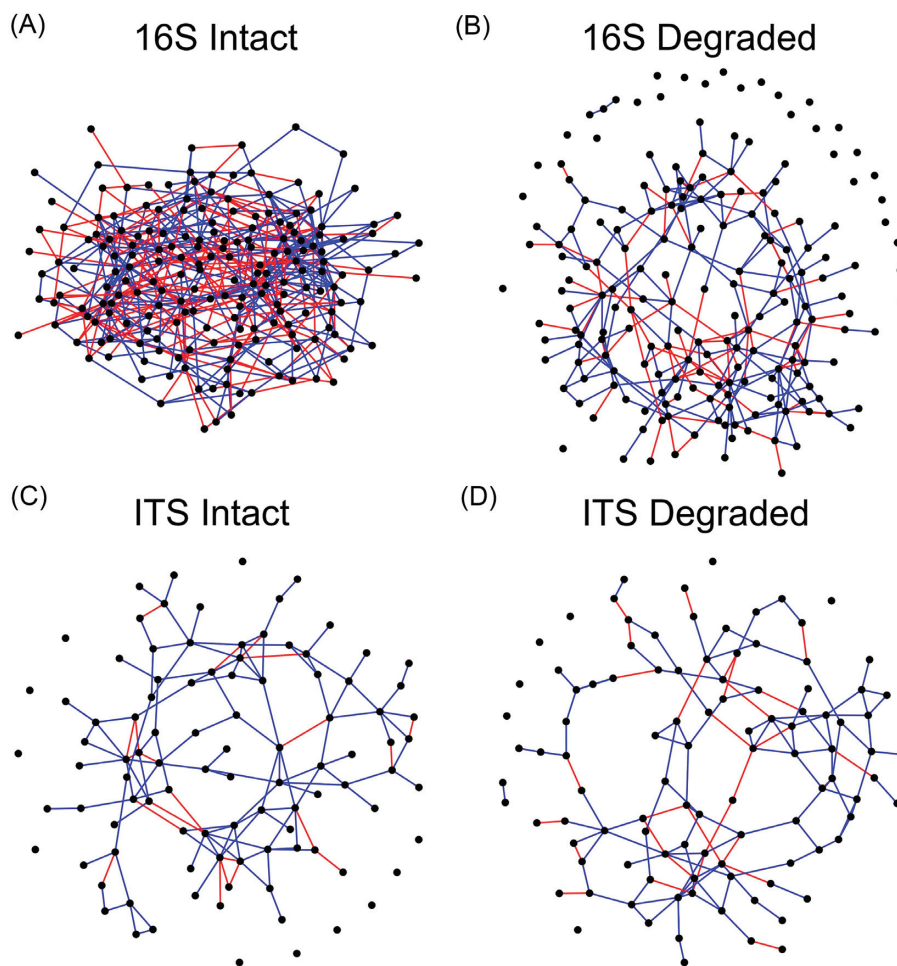 (A)
16S Intact
(B)
16S Degraded
(C)
ITS Intact
(D)
ITS Degraded